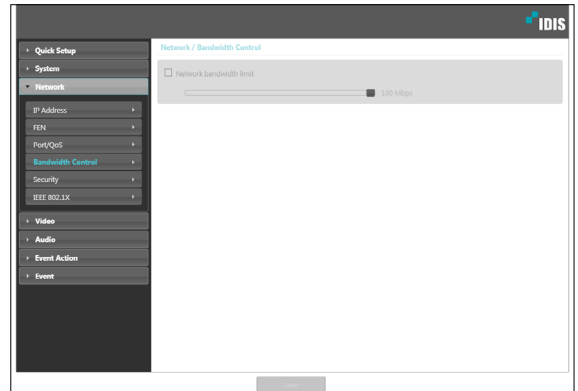 IDIS
Quick Setup
System
Network
IP Address
FEN
Port/QoS
Bandwidth Control
Security
IEEE 802.1X
Video
Audio
Event Action
Event
Network / Bandwidth Control
Network bandwidth limit
100 Mbps